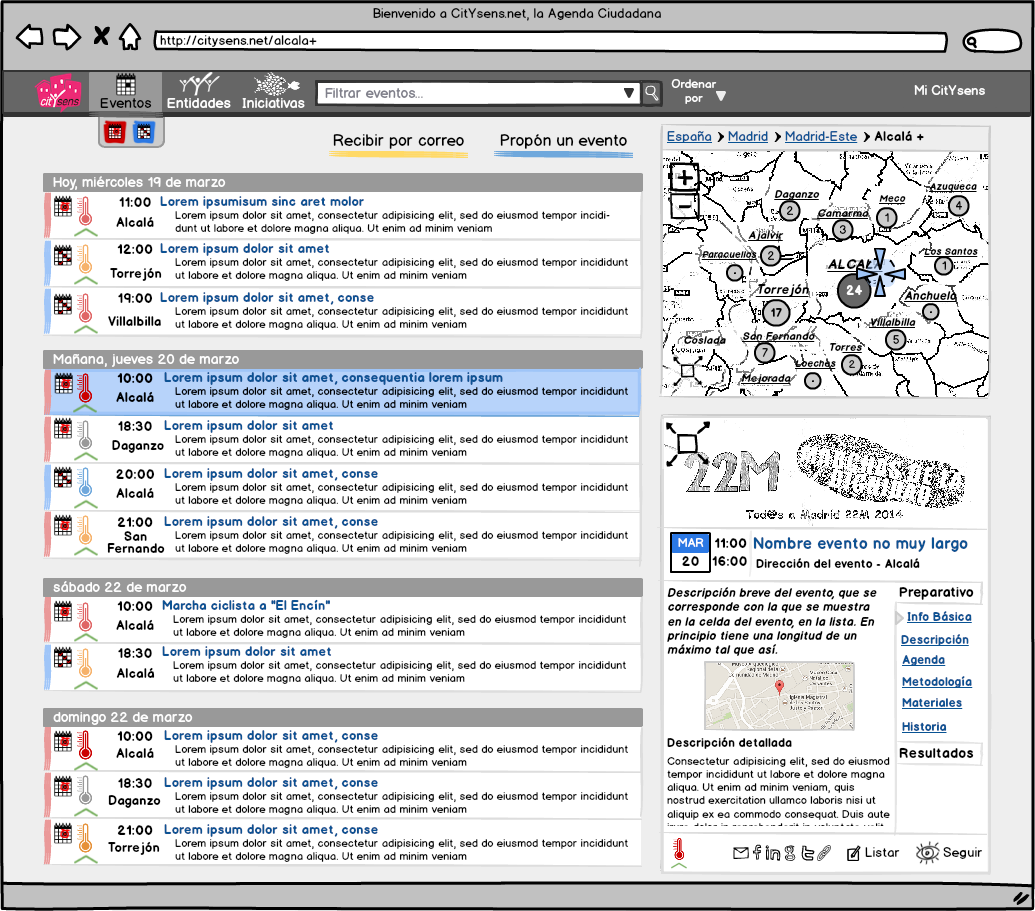 Bienvenido a CitYsens.net, la Agenda Ciudadana
http://citysens.net/alcala+
citYsens
Eventos
Entidades
Iniciativas
Filtrar eventos...
Ordenar
por
Mi CitYsens
Recibir por correo
Propón un evento
Hoy, miércoles 19 de marzo
11:00 Lorem ipsumisum sinc aret molor
Alcalá
Lorem ipsum dolor sit amet, consectetur adipisicing elit, sed do eiusmod tempor incidi-
dunt ut labore et dolore magna aliqua. Ut enim ad minim veniam
12:00 Lorem ipsum dolor sit amet
Torrejón
Lorem ipsum dolor sit amet, consectetur adipisicing elit, sed do eiusmod tempor incididunt
ut labore et dolore magna aliqua. Ut enim ad minim veniam
19:00 Lorem ipsum dolor sit amet, conse
Villalbilla
Lorem ipsum dolor sit amet, consectetur adipisicing elit, sed do eiusmod tempor incididunt
ut labore et dolore magna aliqua. Ut enim ad minim veniam
Mañana, jueves 20 de marzo
10:00 Lorem ipsum dolor sit amet, consequentia lorem ipsum
Alcalá
Lorem ipsum dolor sit amet, consectetur adipisicing elit, sed do eiusmod tempor incididunt
ut labore et dolore magna aliqua. Ut enim ad minim veniam
18:30 Lorem ipsum dolor sit amet
Daganzo
Lorem ipsum dolor sit amet, consectetur adipisicing elit, sed do eiusmod tempor incididunt
ut labore et dolore magna aliqua. Ut enim ad minim veniam
20:00 Lorem ipsum dolor sit amet, conse
Alcalá
Lorem ipsum dolor sit amet, consectetur adipisicing elit, sed do eiusmod tempor incididunt
ut labore et dolore magna aliqua. Ut enim ad minim veniam
21:00 Lorem ipsum dolor sit amet, conse
San
Fernando
Lorem ipsum dolor sit amet, consectetur adipisicing elit, sed do eiusmod tempor incididunt
ut labore et dolore magna aliqua. Ut enim ad minim veniam
sábado 22 de marzo
10:00 Marcha ciclista a "El Encín"
Alcalá
Lorem ipsum dolor sit amet, consectetur adipisicing elit, sed do eiusmod tempor incididunt
ut labore et dolore magna aliqua. Ut enim ad minim veniam
18:30 Lorem ipsum dolor sit amet
Alcalá
Lorem ipsum dolor sit amet, consectetur adipisicing elit, sed do eiusmod tempor incididunt
ut labore et dolore magna aliqua. Ut enim ad minim veniam
domingo 22 de marzo
10:00 Lorem ipsum dolor sit amet, conse
Alcalá
Lorem ipsum dolor sit amet, consectetur adipisicing elit, sed do eiusmod tempor incididunt
ut labore et dolore magna aliqua. Ut enim ad minim veniam
18:30 Lorem ipsum dolor sit amet, conse
Daganzo
Lorem ipsum dolor sit amet, consectetur adipisicing elit, sed do eiusmod tempor incididunt
ut labore et dolore magna aliqua. Ut enim ad minim veniam
21:00 Lorem ipsum dolor sit amet, conse
Torrejón
Lorem ipsum dolor sit amet, consectetur adipisicing elit, sed do eiusmod tempor incididunt
ut labore et dolore magna aliqua. Ut enim ad minim veniam
España > Madrid > Madrid-Este > Alcalá +
Azuqueca
4
Daganzo
2
Meco
1
Camarma
3
Ajalvir
2
Paracuellos
ALCALÁ
24
Los Santos
1
Torrejón
17
Anchuelo
Villalbilla
5
Coslada
San Fernando
7
Torres
2
Loeches
Mejorada
22M
MARCHAS DE LA
DIGNIDAD
Tod@s a Madrid 22M 2014
MAR
20
11:00
16:00
Nombre evento no muy largo
Dirección del evento - Alcalá
Descripción breve del evento, que se
corresponde con la que se muestra
en la celda del evento, en la lista. En
principio tiene una longitud de un
máximo tal que así.
Descripción detallada
Consectetur adipisicing elit, sed do eiusmod
tempor incididunt ut labore et dolore magna
aliqua. Ut enim ad minim veniam, quis
nostrud exercitation ullamco laboris nisi ut
aliquip ex ea commodo consequat. Duis aute
Preparativo
Info Básica
Descripción
Agenda
Metodología
Materiales
Historia
Resultados
Listar
Seguir